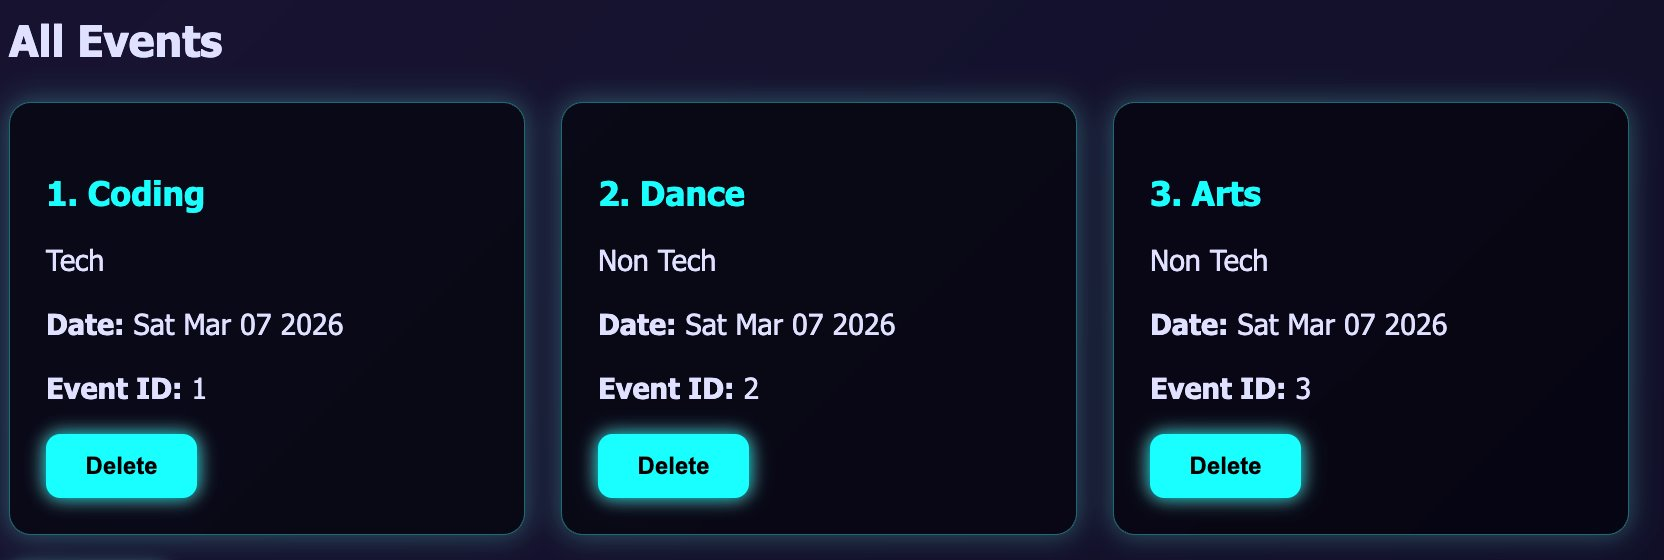 All Events
1. Coding
Tech
Date: Sat Mar 07 2026
Event ID: 1
Delete
2. Dance
Non Tech
Date: Sat Mar 07 2026
Event ID: 2
Delete
3. Arts
Non Tech
Date: Sat Mar 07 2026
Event ID: 3
Delete